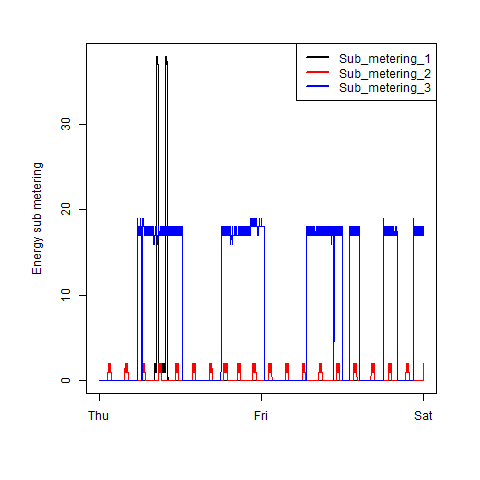 Sub_metering_1
Sub_metering_2
Sub_metering_3
Energy sub metering
30
20
10
0
Thu Fri Sat